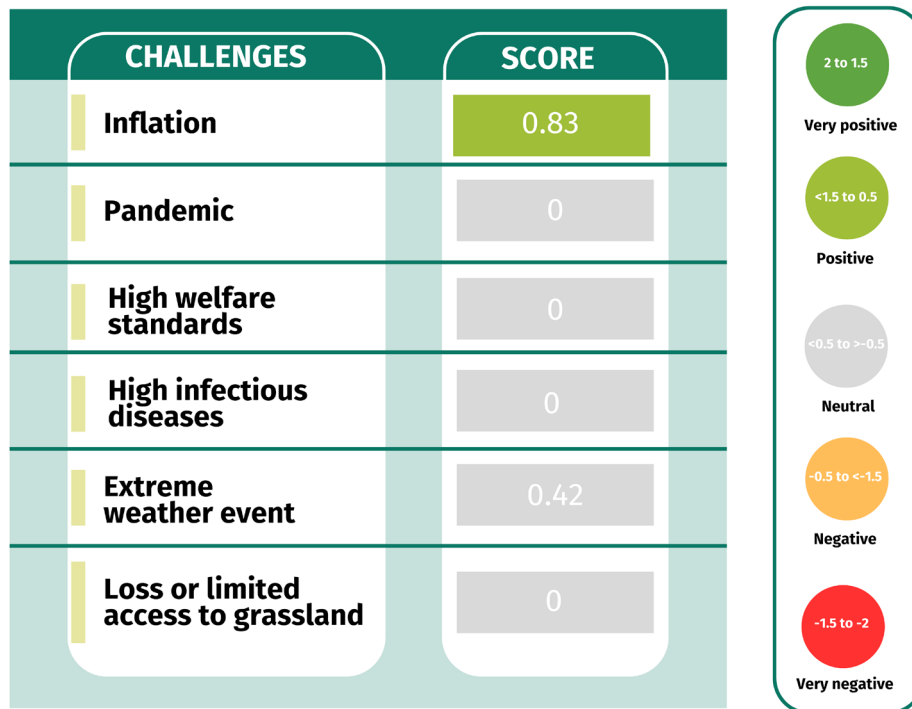 CHALLENGES
SCORE
Inflation
0.83
Pandemic
0
High welfare
standards
0
High infectious
diseases
0
Extreme
weather event
0.42
Loss or limited
access to grassland
0
2 to 1.5
Very positive
<1.5 to 0.5
Positive
<0.5 to >-0.5
Neutral
-0.5 to <-1.5
Negative
-1.5 to -2
Very negative